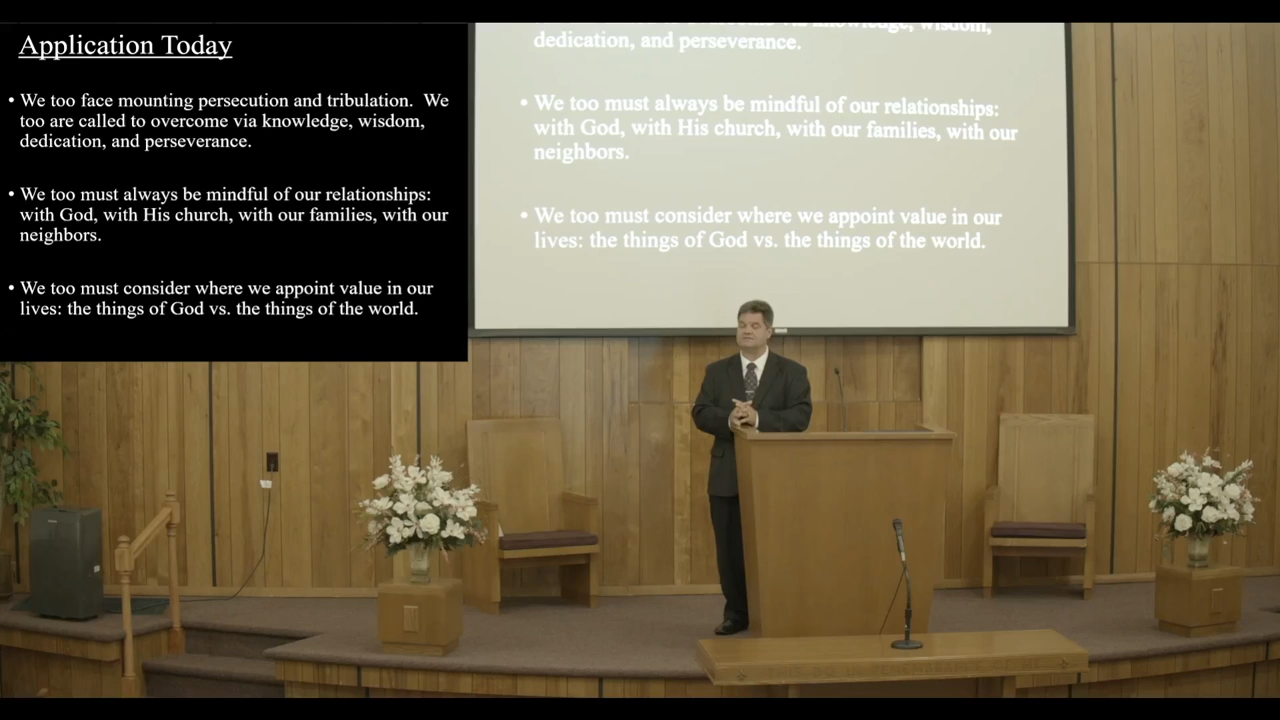 Application Today
• We too face mounting persecution and tribulation. We
too are called to overcome via knowledge, wisdom,
dedication, and perseverance.
• We too must always be mindful of our relationships:
with God, with His church, with our families, with our
neighbors.
• We too must consider where we appoint value in our
lives: the things of God vs. the things of the world.
via knowledge, wisdom,
dedication, and perseverance.
• We too must always be mindful of our relationships:
with God, with His church, with our families, with our
neighbors.
• We too must consider where we appoint value in our
lives: the things of God vs. the things of the world.